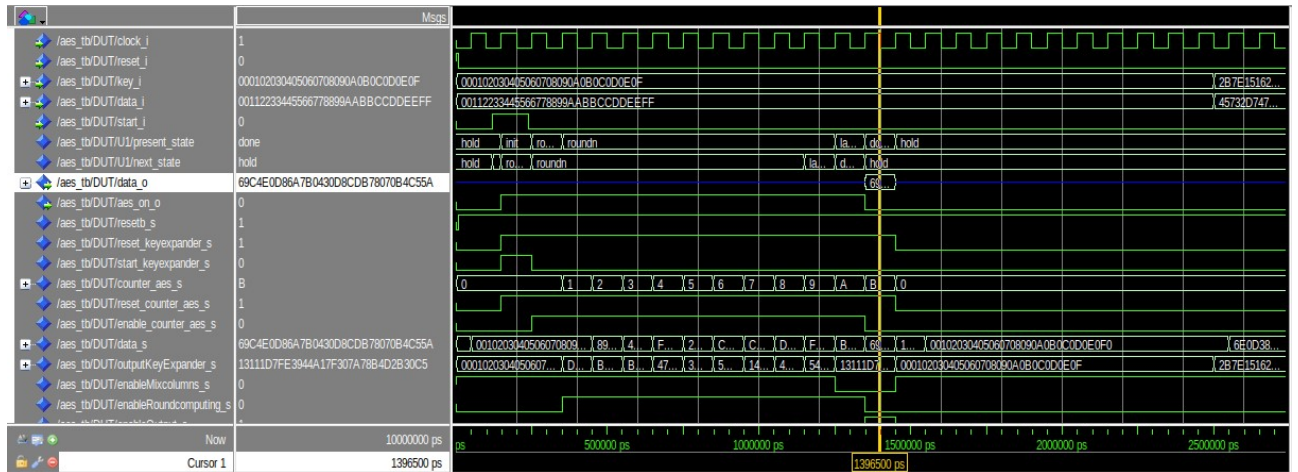 Msgs
/aes_tb/DUT/clock_i 1
/aes_tb/DUT/reset_i 0
/aes_tb/DUT/key_i 000102030405060708090A0B0C0D0E0F 000102030405060708090A0B0C0D0E0F 2B7E15162...
/aes_tb/DUT/data_i 00112233445566778899AABBCCDDEEFF 00112233445566778899AABBCCDDEEFF 45732D747...
/aes_tb/DUT/start_i 0
/aes_tb/DUT/U1/present_state done hold init ro... roundn la... do... hold
/aes_tb/DUT/U1/next_state hold hold ro... roundn la... d... hold
/aes_tb/DUT/data_o 69C4E0D86A7B0430D8CDB78070B4C55A 69...
/aes_tb/DUT/aes_on_o 0
/aes_tb/DUT/resetb_s 1
/aes_tb/DUT/reset_keyexpander_s 1
/aes_tb/DUT/start_keyexpander_s 0
/aes_tb/DUT/counter_aes_s B 0 1 2 3 4 5 6 7 8 9 A B 0
/aes_tb/DUT/reset_counter_aes_s 1
/aes_tb/DUT/enable_counter_aes_s 0
/aes_tb/DUT/data_s 69C4E0D86A7B0430D8CDB78070B4C55A 0010203040506070809... 89... 4... F... 2... C... C... D... F... B... 69... 1... 00102030405060708090A0B0C0D0E0F0 6E0D38...
/aes_tb/DUT/outputKeyExpander_s 13111D7FE3944A17F307A78B4D2B30C5 000102030405607... D... B... B... 47... 3... 5... 14... 4... 54... 13111D7... 000102030405060708090A0B0C0D0E0F 2B7E15162...
/aes_tb/DUT/enableMixcolumns_s 0
/aes_tb/DUT/enableRoundcomputing_s 0
Now 10000000 ps ps 500000 ps 1000000 ps 1500000 ps 2000000 ps 2500000 ps
Cursor 1 1396500 ps 1396500 ps